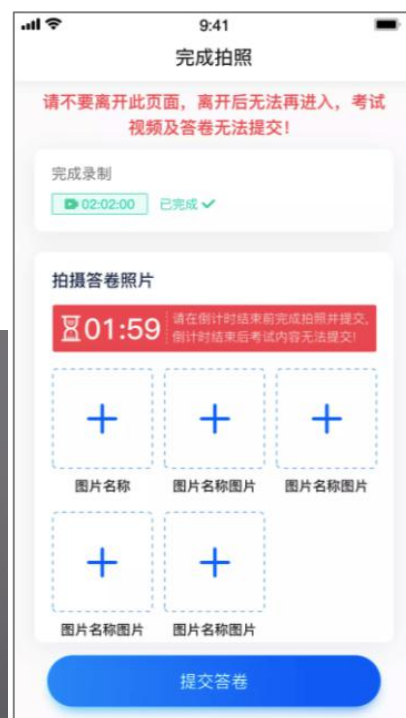 9:41
完成拍照
请不要离开此页面，离开后无法再进入，考试
视频及答卷无法提交！
完成录制
02:02:00 已完成
拍摄答卷照片
01:59 请在倒计时结束前完成拍照并提交,
倒计时结束后考试内容无法提交!
图片名称 图片名称图片 图片名称图片
图片名称图片 图片名称图片
提交答卷